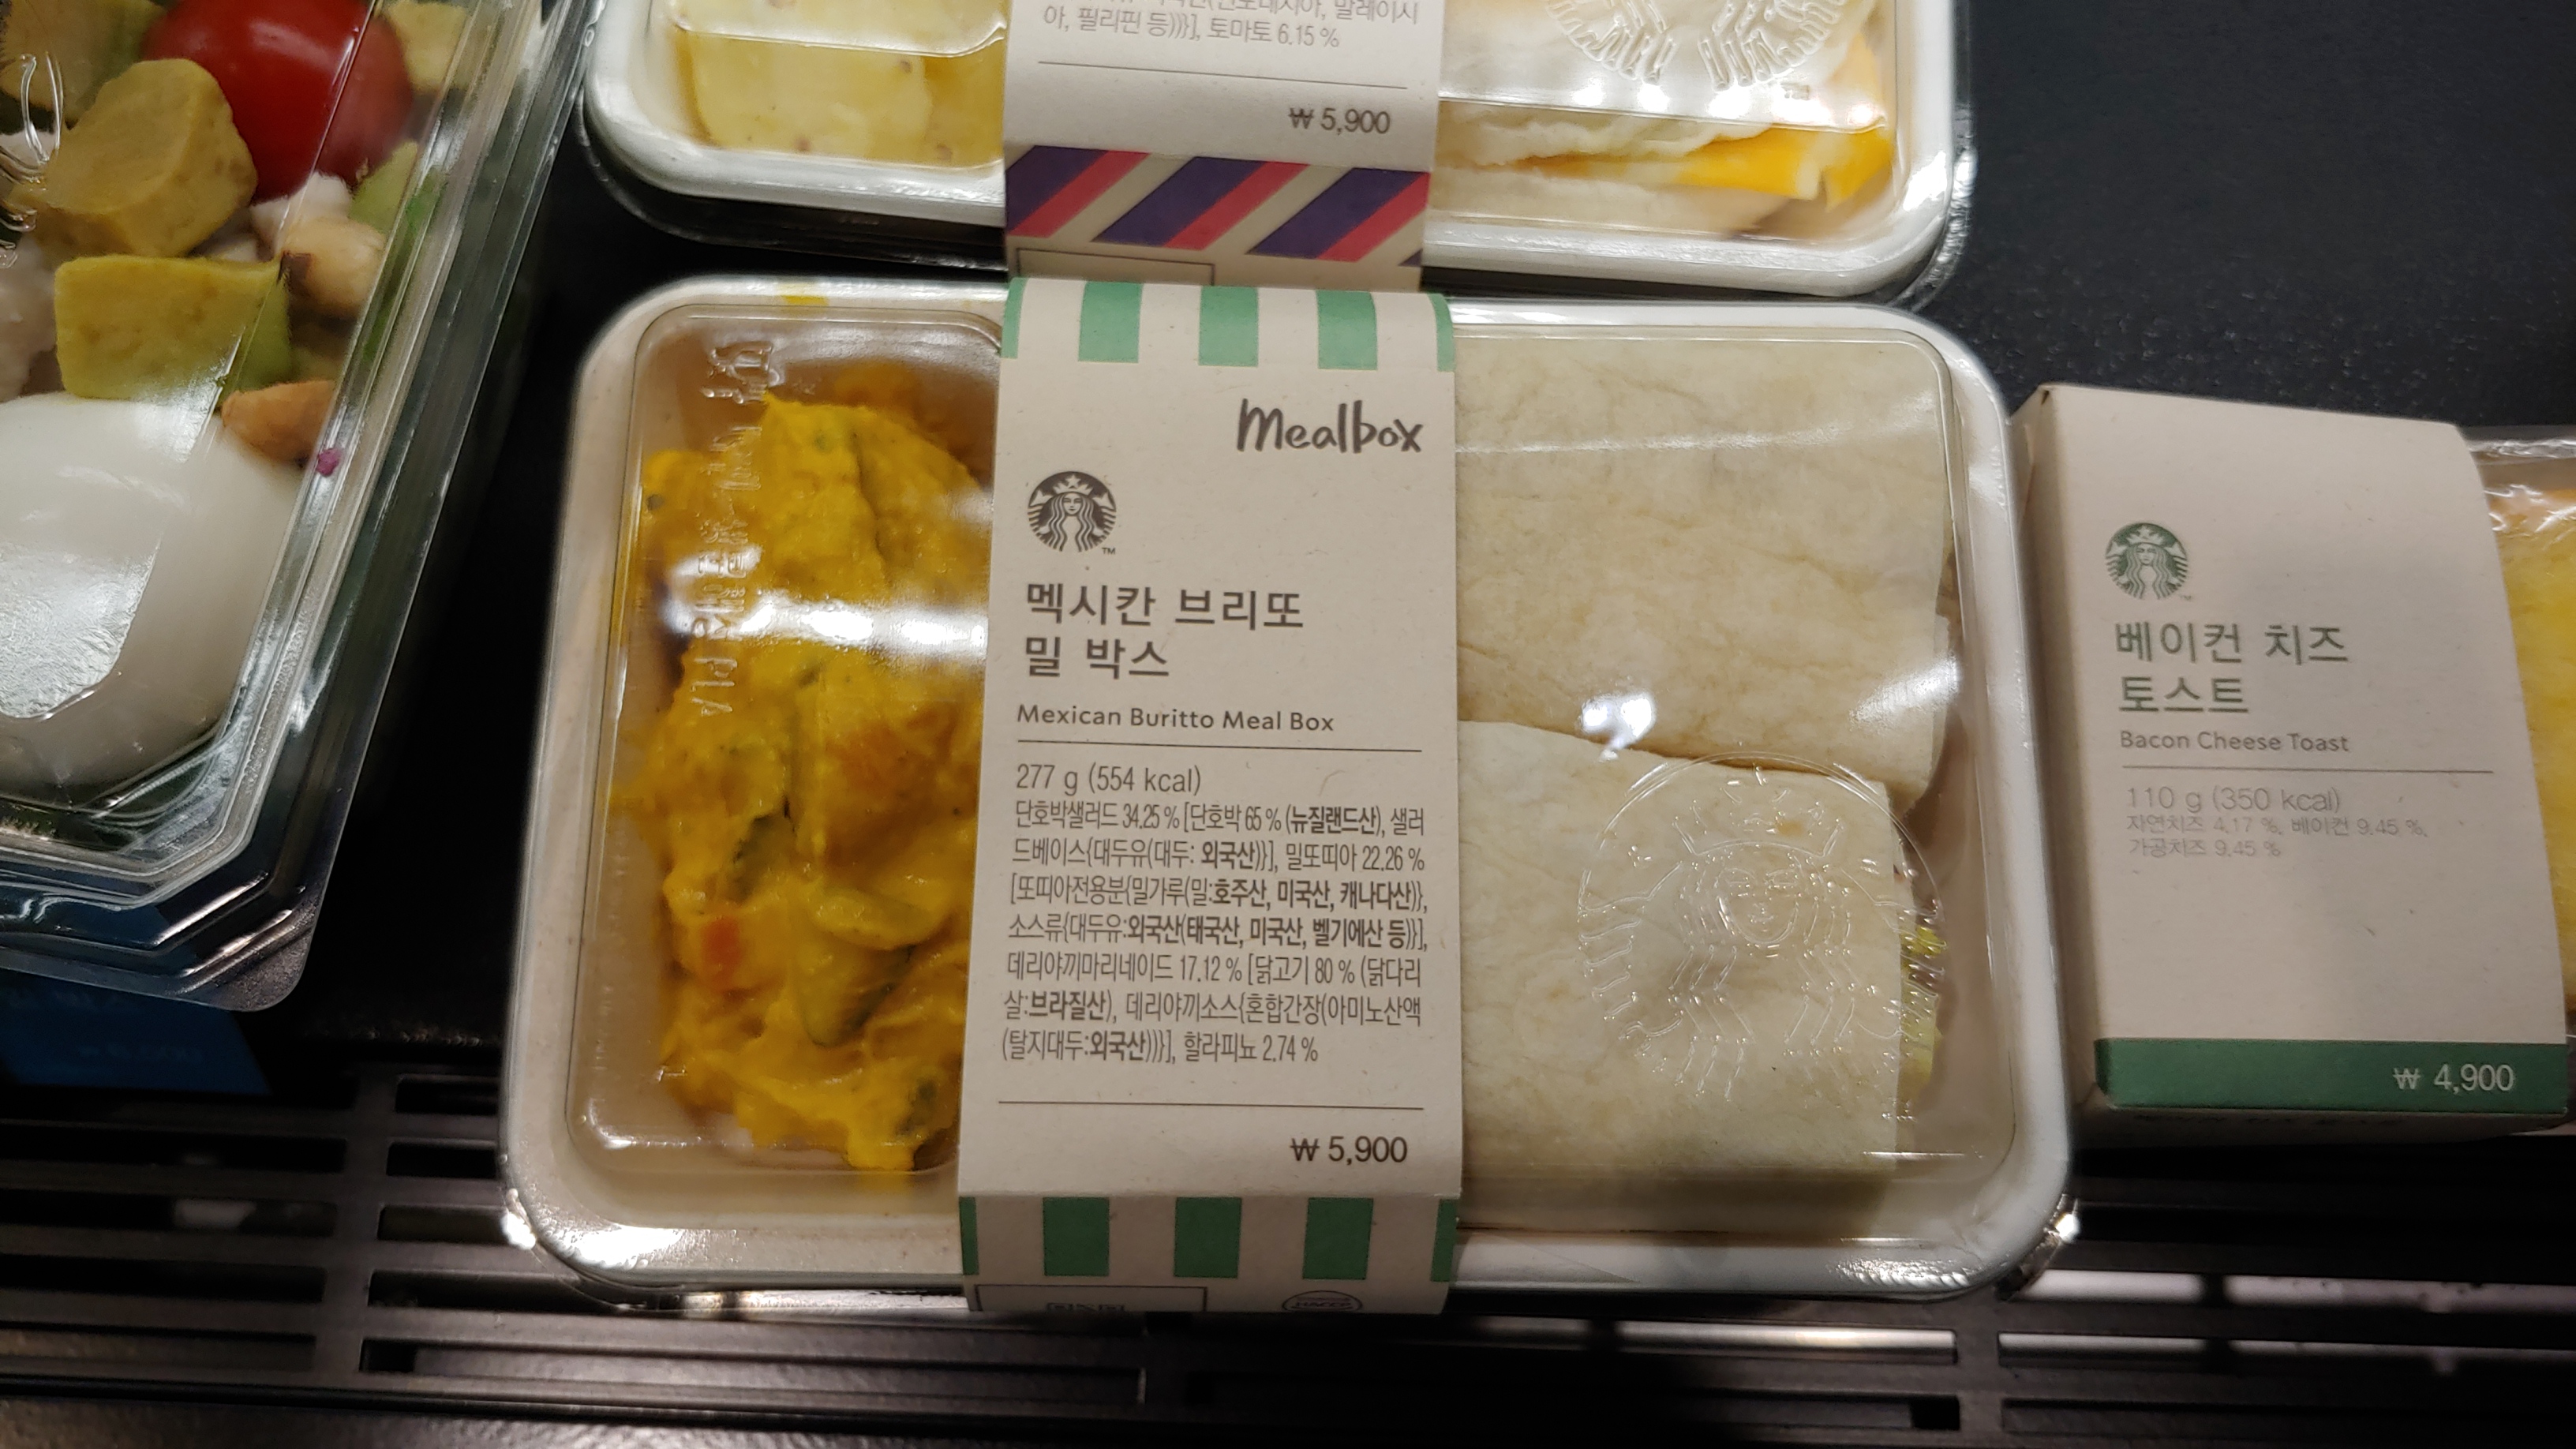 아, 필리핀 등))}], 토마토 6.15 %
₩ 5,900
Mealbox
멕시칸 브리또
밀 박스
Mexican Buritto Meal Box
277 g (554 kcal)
단호박샐러드 34.25 % [단호박 65 % (뉴질랜드산), 샐러
드베이스{대두유(대두: 외국산)}], 밀또띠아 22.26 %
[또띠아전용분{밀가루(밀:호주산, 미국산, 캐나다산)},
소스류{대두유:외국산(태국산, 미국산, 벨기에산 등)}],
데리야끼마리네이드 17.12 % [닭고기 80 % (닭다리
살:브라질산), 데리야끼소스{혼합간장(아미노산액
(탈지대두:외국산))}], 할라피뇨 2.74 %
₩ 5,900
HACCP
베이컨 치즈
토스트
Bacon Cheese Toast
110 g (350 kcal)
자연치즈 4.17 %, 베이컨 9.45 %,
가공치즈 9.45 %
₩ 4,900